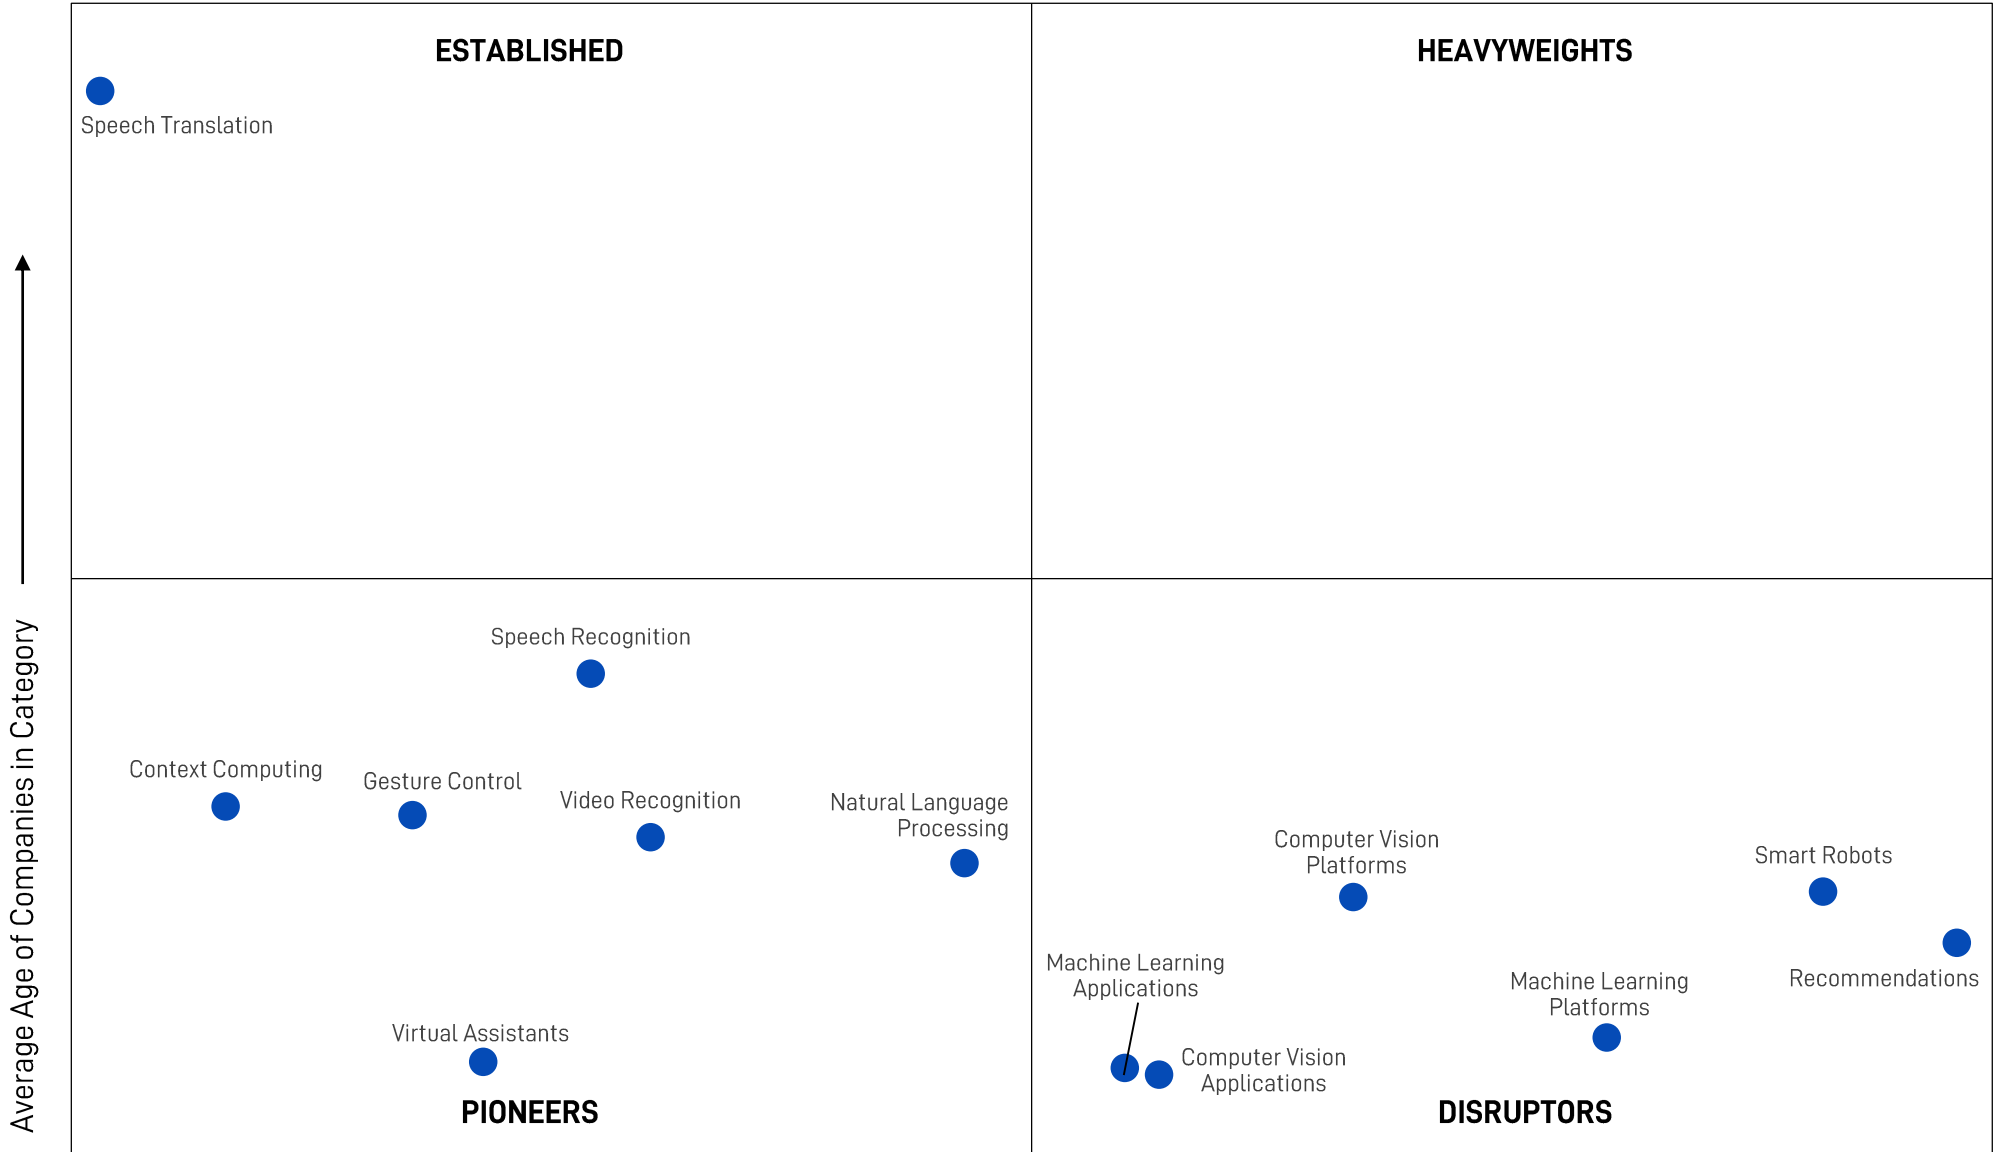 ESTABLISHED
HEAVYWEIGHTS
Speech Translation
Average Age of Companies in Category
Speech Recognition
Context Computing
Gesture Control
Video Recognition
Natural Language
Processing
Virtual Assistants
PIONEERS
Computer Vision
Platforms
Smart Robots
Recommendations
Machine Learning
Applications
Machine Learning
Platforms
Computer Vision
Applications
DISRUPTORS